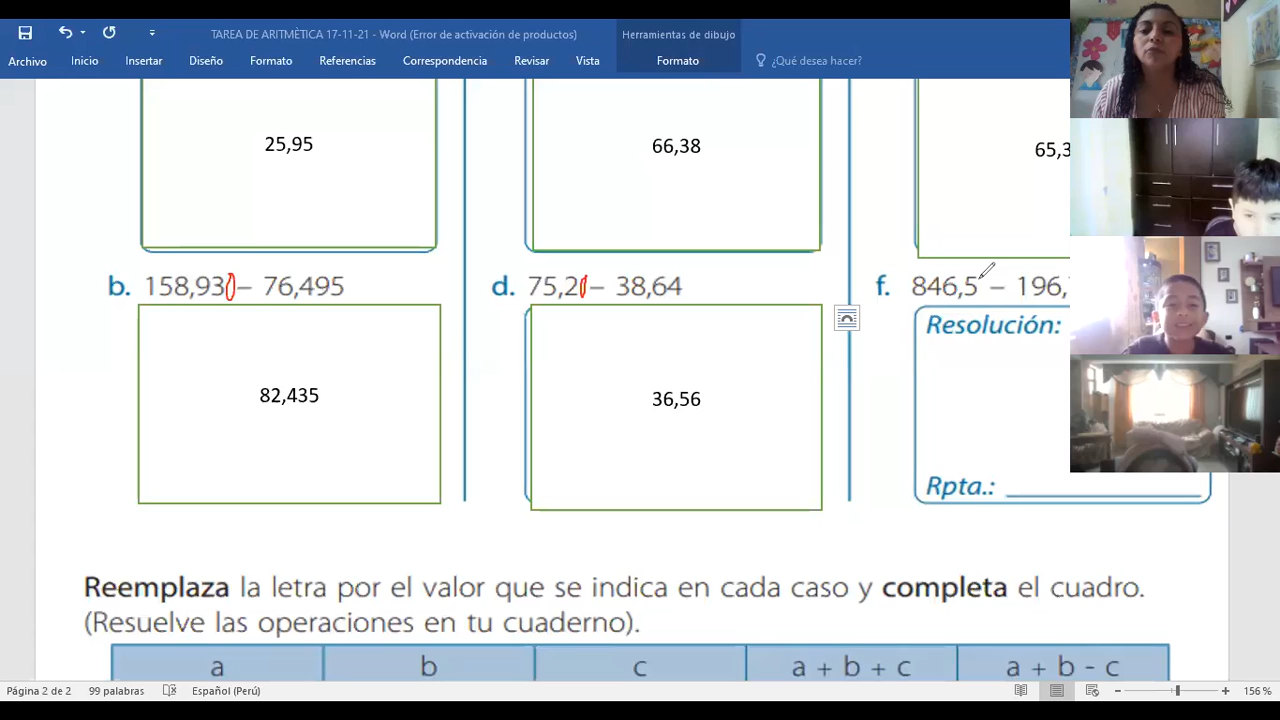 TAREA DE ARITMÈTICA 17-11-21 - Word (Error de activación de productos)
Herramientas de dibujo
Archivo Inicio Insertar Diseño Formato Referencias Correspondencia Revisar Vista Formato ¿Qué desea hacer?
25,95 66,38 65,3
b. 158,930 – 76,495 d. 75,20 – 38,64 f. 846,5 – 196,
Resolución:
82,435 36,56
Rpta.:
Reemplaza la letra por el valor que se indica en cada caso y completa el cuadro.
(Resuelve las operaciones en tu cuaderno).
a b c a + b + c a + b - c
Página 2 de 2 99 palabras Español (Perú) 156 %